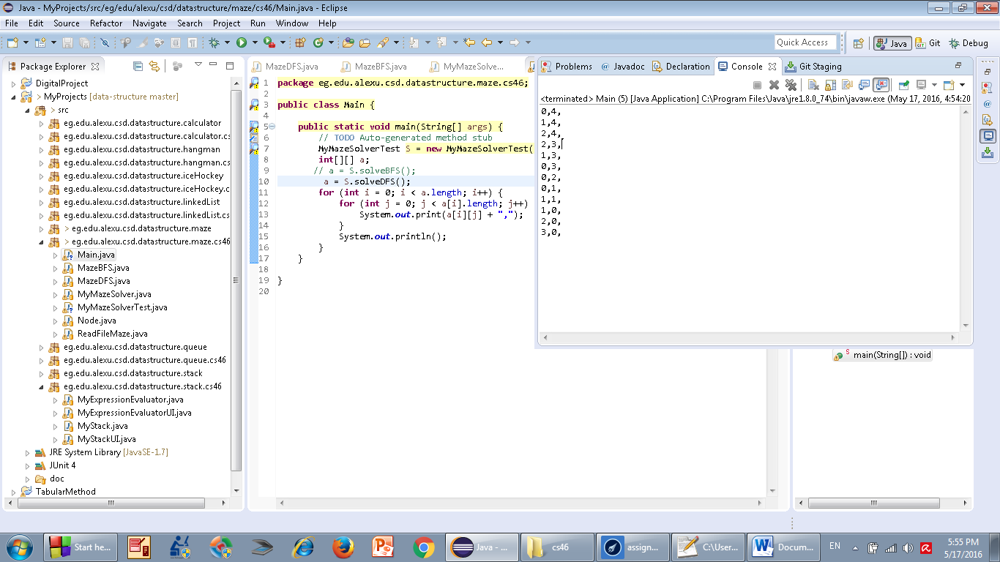 Java - MyProjects/src/eg/edu/alexu/csd/datastructure/maze/cs46/Main.java - Eclipse
File Edit Source Refactor Navigate Search Project Run Window Help
Quick Access
Java
Git
Debug
Package Explorer
DigitalProject
> MyProjects [data-structure master]
> src
eg.edu.alexu.csd.datastructure.calculator
eg.edu.alexu.csd.datastructure.calculator.cs
eg.edu.alexu.csd.datastructure.hangman
eg.edu.alexu.csd.datastructure.hangman.cs
eg.edu.alexu.csd.datastructure.iceHockey
eg.edu.alexu.csd.datastructure.iceHockey.c
eg.edu.alexu.csd.datastructure.linkedList
eg.edu.alexu.csd.datastructure.linkedList.cs
> eg.edu.alexu.csd.datastructure.maze
> eg.edu.alexu.csd.datastructure.maze.cs46
Main.java
MazeBFS.java
MazeDFS.java
MyMazeSolver.java
MyMazeSolverTest.java
Node.java
ReadFileMaze.java
eg.edu.alexu.csd.datastructure.queue
eg.edu.alexu.csd.datastructure.queue.cs46
eg.edu.alexu.csd.datastructure.stack
eg.edu.alexu.csd.datastructure.stack.cs46
MyExpressionEvaluator.java
MyExpressionEvaluatorUI.java
MyStack.java
MyStackUI.java
JRE System Library [JavaSE-1.7]
JUnit 4
doc
TabularMethod
MazeDFS.java
MazeBFS.java
MyMazeSolve...
1 package eg.edu.alexu.csd.datastructure.maze.cs46;
2
3 public class Main {
4
5 public static void main(String[] args) {
6 // TODO Auto-generated method stub
7 MyMazeSolverTest S = new MyMazeSolverTest(
8 int[][] a;
9 // a = S.solveBFS();
10 a = S.solveDFS();
11 for (int i = 0; i < a.length; i++) {
12 for (int j = 0; j < a[i].length; j++)
13 System.out.print(a[i][j] + ",");
14 }
15 System.out.println();
16 }
17 }
18
19 }
20
Problems
@ Javadoc
Declaration
Console
Git Staging
<terminated> Main (5) [Java Application] C:\Program Files\Java\jre1.8.0_74\bin\javaw.exe (May 17, 2016, 4:54:20
0,4,
1,4,
2,4,
2,3,
1,3,
0,3,
0,2,
0,1,
1,1,
1,0,
2,0,
3,0,
main(String[]) : void
Start he...
Java - ...
cs46
assign...
C:\User...
Docum...
EN
5:55 PM
5/17/2016